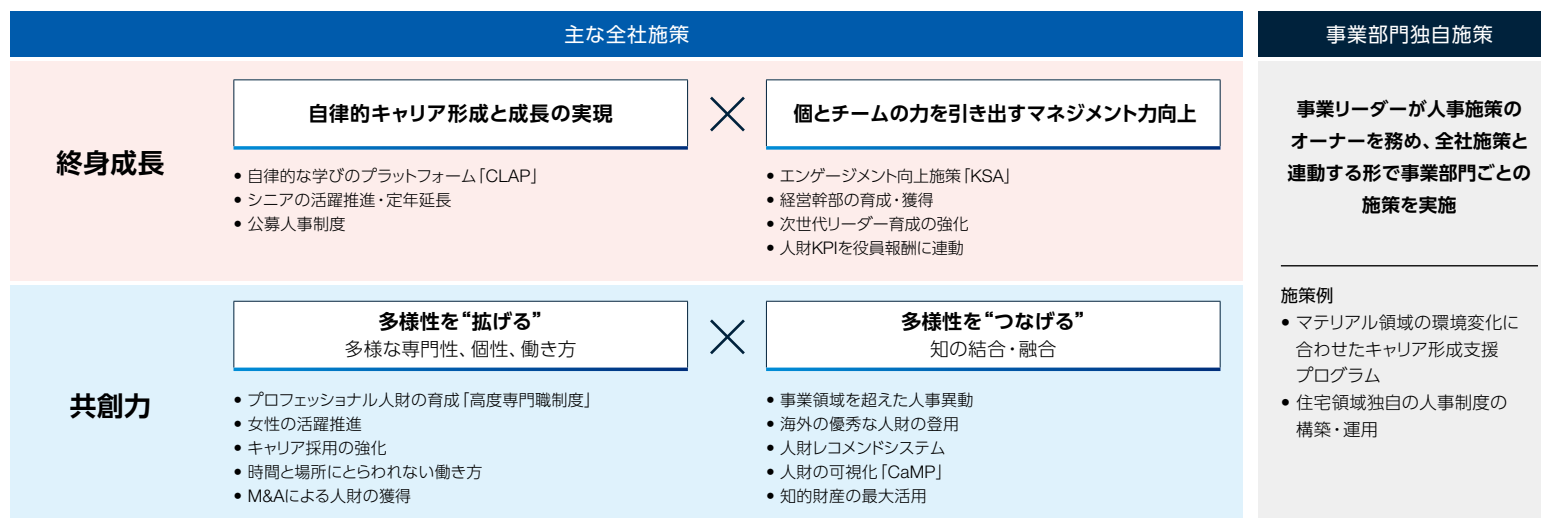 主な全社施策
終身成長
自律的キャリア形成と成長の実現
• 自律的な学びのプラットフォーム「CLAP」
• シニアの活躍推進・定年延長
• 公募人事制度
×
個とチームの力を引き出すマネジメント力向上
• エンゲージメント向上施策「KSA」
• 経営幹部の育成・獲得
• 次世代リーダー育成の強化
• 人財KPIを役員報酬に連動
共創力
多様性を“拡げる”
多様な専門性、個性、働き方
• プロフェッショナル人財の育成「高度専門職制度」
• 女性の活躍推進
• キャリア採用の強化
• 時間と場所にとらわれない働き方
• M&Aによる人財の獲得
×
多様性を“つなげる”
知の結合・融合
• 事業領域を超えた人事異動
• 海外の優秀な人財の登用
• 人財レコメンドシステム
• 人財の可視化「CaMP」
• 知的財産の最大活用
事業部門独自施策
事業リーダーが人事施策の
オーナーを務め、全社施策と
連動する形で事業部門ごとの
施策を実施
施策例
• マテリアル領域の環境変化に
合わせたキャリア形成支援
プログラム
• 住宅領域独自の人事制度の
構築・運用